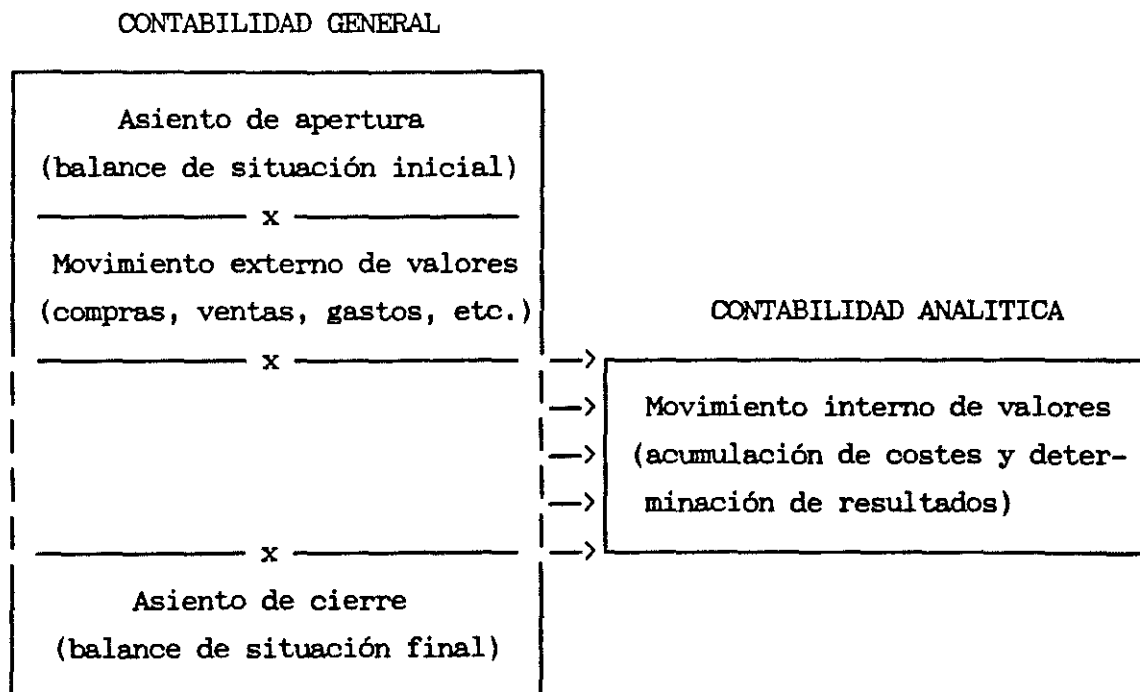 CONTABILIDAD GENERAL
Asiento de apertura
(balance de situación inicial)
x
Movimiento externo de valores
(compras, ventas, gastos, etc.)
x
CONTABILIDAD ANALITICA
Movimiento interno de valores
(acumulación de costes y deter-
minación de resultados)
x
Asiento de cierre
(balance de situación final)